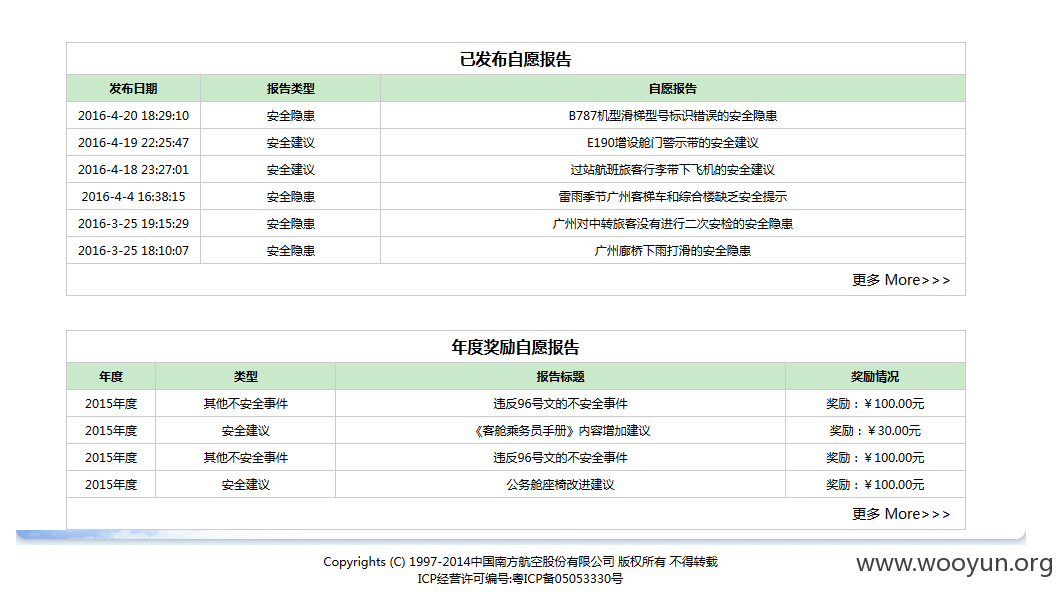 已发布自愿报告
发布日期 报告类型 自愿报告
2016-4-20 18:29:10 安全隐患 B787机型滑梯型号标识错误的安全隐患
2016-4-19 22:25:47 安全建议 E190增设舱门警示带的安全建议
2016-4-18 23:27:01 安全建议 过站航班旅客行李带下飞机的安全建议
2016-4-4 16:38:15 安全隐患 雷雨季节广州客梯车和综合楼缺乏安全提示
2016-3-25 19:15:29 安全隐患 广州对中转旅客没有进行二次安检的安全隐患
2016-3-25 18:10:07 安全隐患 广州廊桥下雨打滑的安全隐患
更多 More>>>
年度奖励自愿报告
年度 类型 报告标题 奖励情况
2015年度 其他不安全事件 违反96号文的不安全事件 奖励：￥100.00元
2015年度 安全建议 《客舱乘务员手册》内容增加建议 奖励：￥30.00元
2015年度 其他不安全事件 违反96号文的不安全事件 奖励：￥100.00元
2015年度 安全建议 公务舱座椅改进建议 奖励：￥100.00元
更多 More>>>
Copyrights (C) 1997-2014中国南方航空股份有限公司 版权所有 不得转载
ICP经营许可编号:粤ICP备05053330号
www.wooyun.org